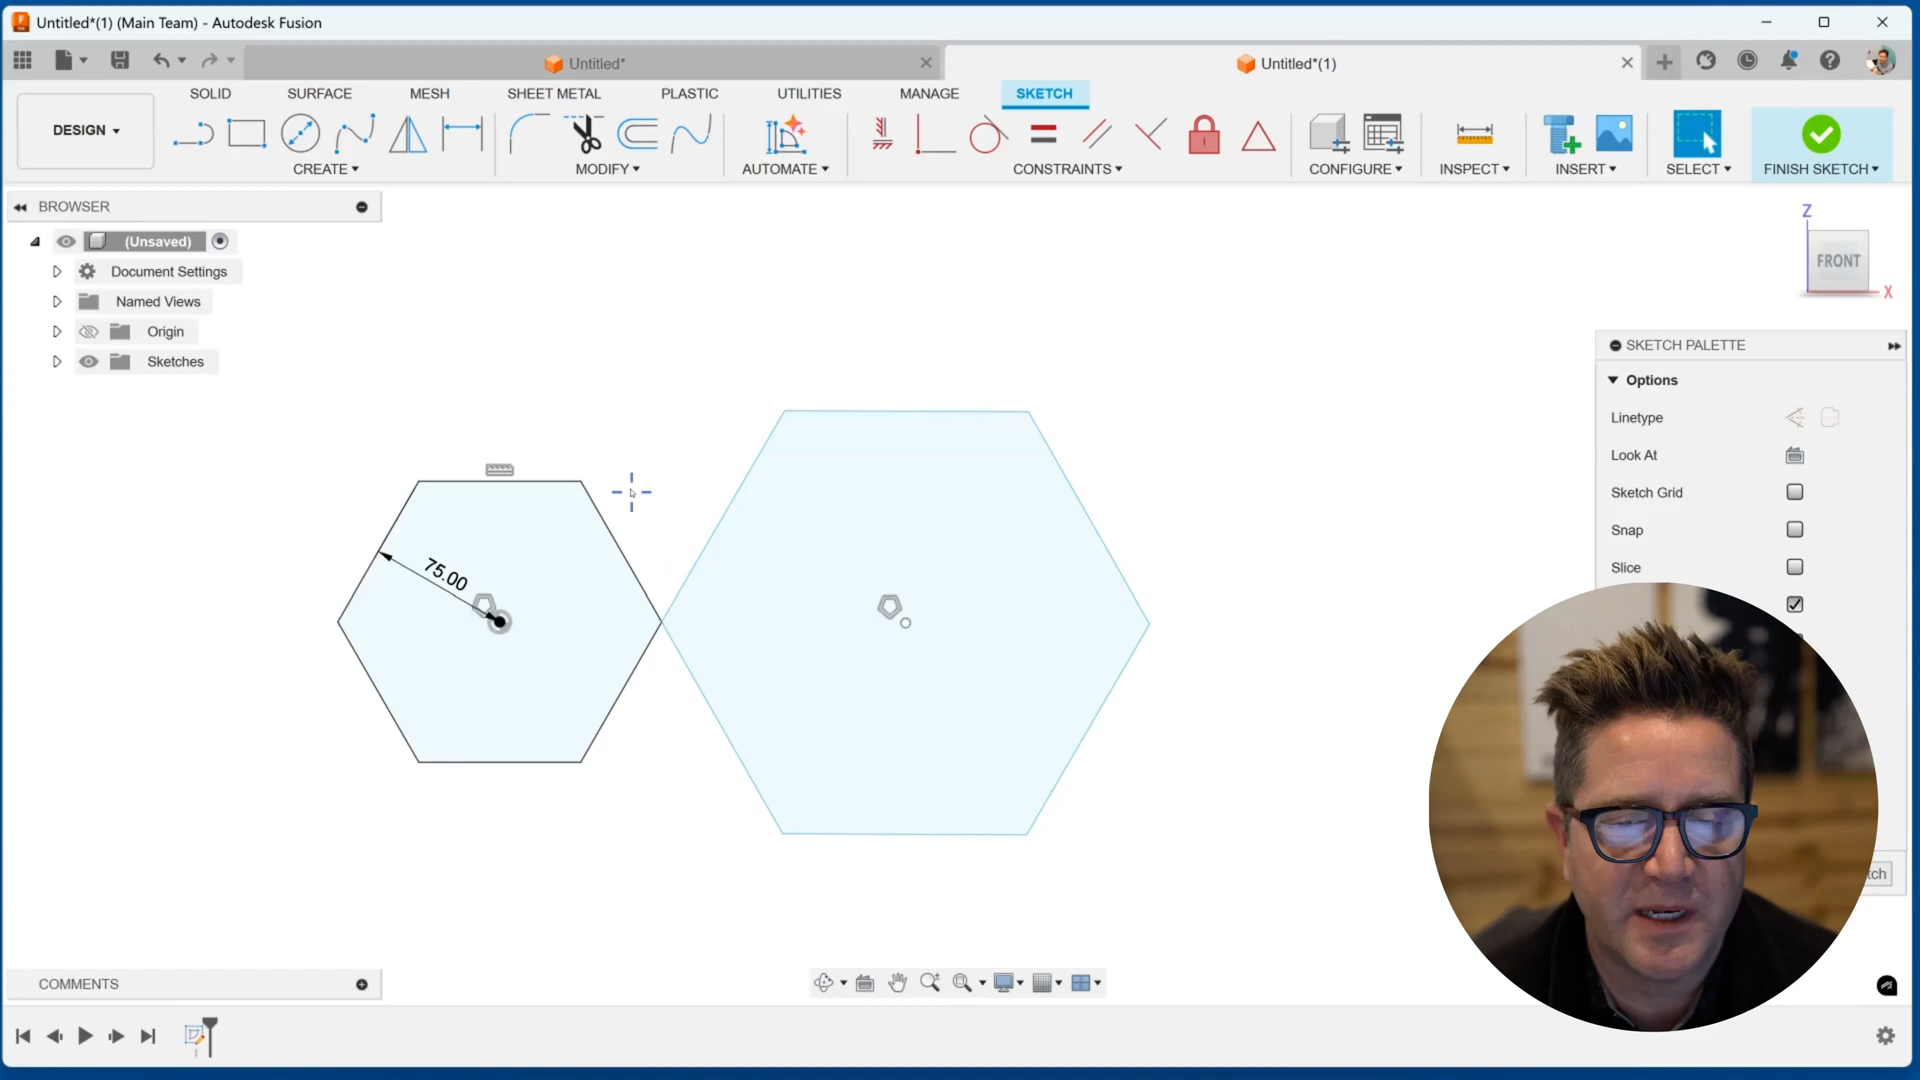 Untitled*(1) (Main Team) - Autodesk Fusion
Untitled*
Untitled*(1)
DESIGN
SOLID
SURFACE
MESH
SHEET METAL
PLASTIC
UTILITIES
MANAGE
SKETCH
CREATE
MODIFY
AUTOMATE
CONSTRAINTS
CONFIGURE
INSPECT
INSERT
SELECT
FINISH SKETCH
BROWSER
(Unsaved)
Document Settings
Named Views
Origin
Sketches
Z
FRONT
X
SKETCH PALETTE
Options
Linetype
Look At
Sketch Grid
Snap
Slice
75.00
COMMENTS